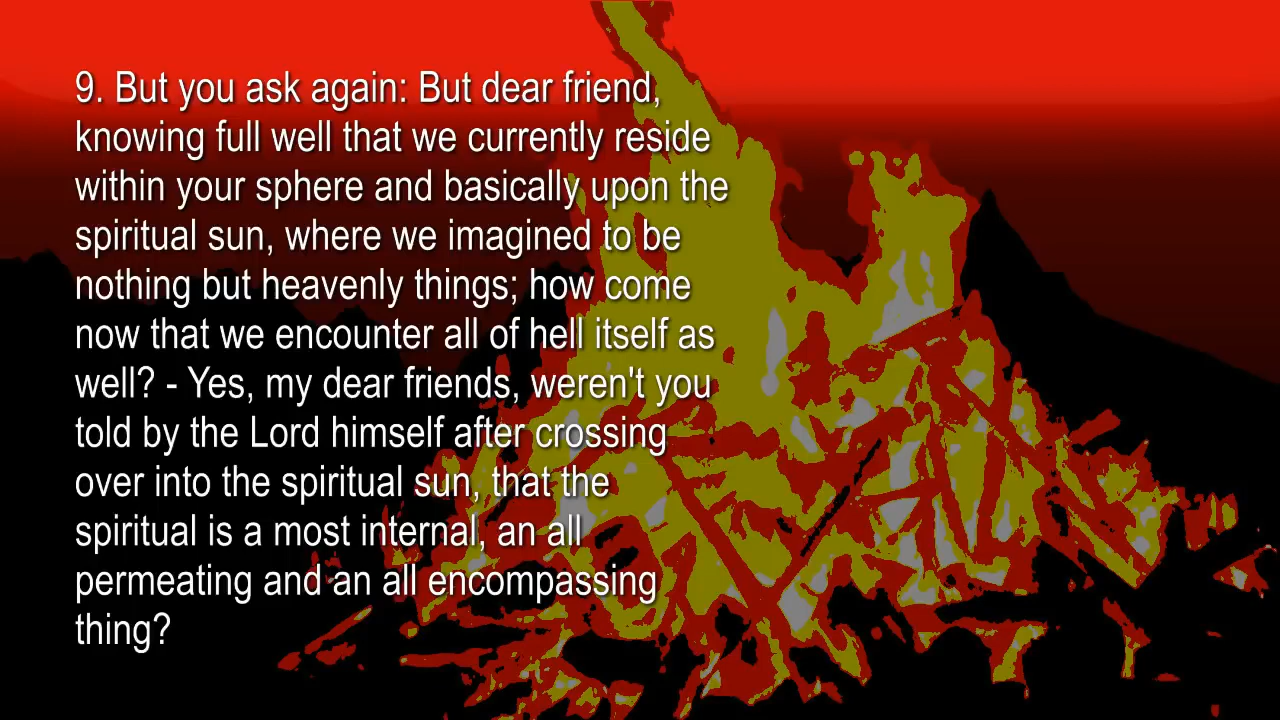 9. But you ask again: But dear friend,
knowing full well that we currently reside
within your sphere and basically upon the
spiritual sun, where we imagined to be
nothing but heavenly things; how come
now that we encounter all of hell itself as
well? - Yes, my dear friends, weren't you
told by the Lord himself after crossing
over into the spiritual sun, that the
spiritual is a most internal, an all
permeating and an all encompassing
thing?